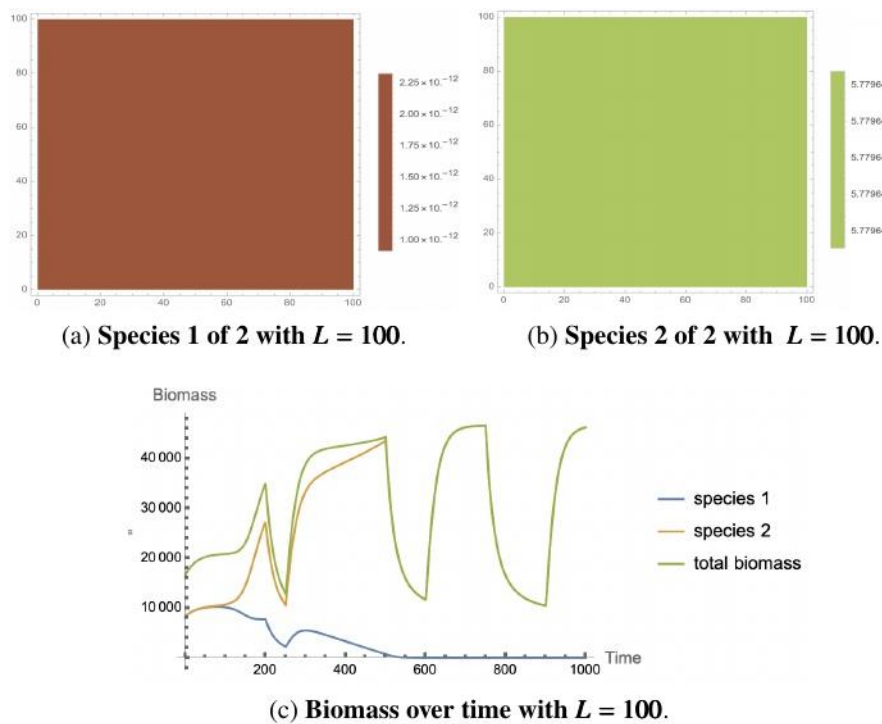 100
80
60
40
20
0
0 20 40 60 80 100
2.25×10.⁻¹²
2.00×10.⁻¹²
1.75×10.⁻¹²
1.50×10.⁻¹²
1.25×10.⁻¹²
1.00×10.⁻¹²
(a) Species 1 of 2 with L = 100.
100
80
60
40
20
0
0 20 40 60 80 100
5.7796
5.7796
5.7796
5.7796
5.7796
(b) Species 2 of 2 with L = 100.
Biomass
40 000
30 000
20 000
10 000
200 400 600 800 1000 Time
species 1
species 2
total biomass
(c) Biomass over time with L = 100.